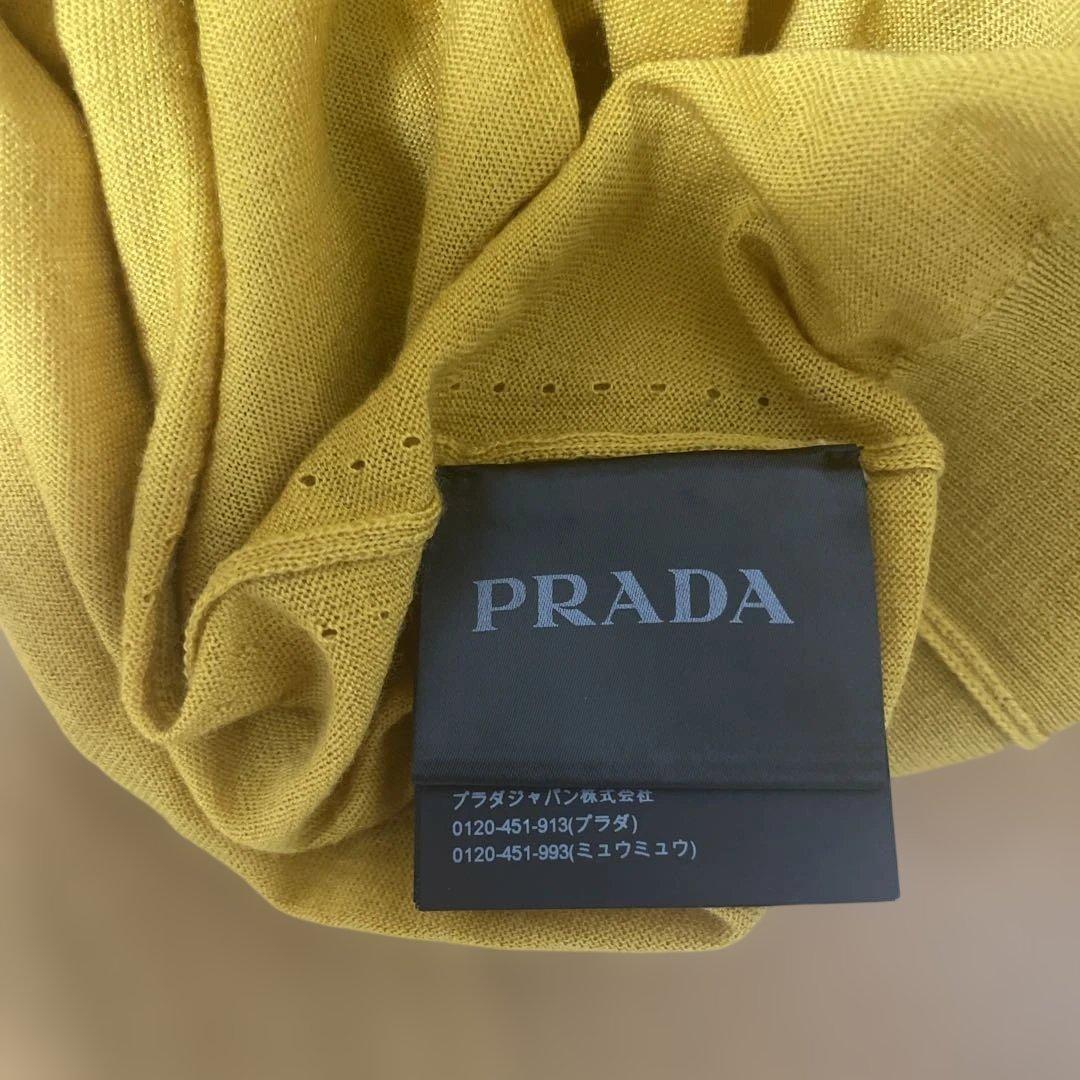 PRADA
プラダジャパン株式会社
0120-451-913(プラダ)
0120-451-993(ミュウミュウ)